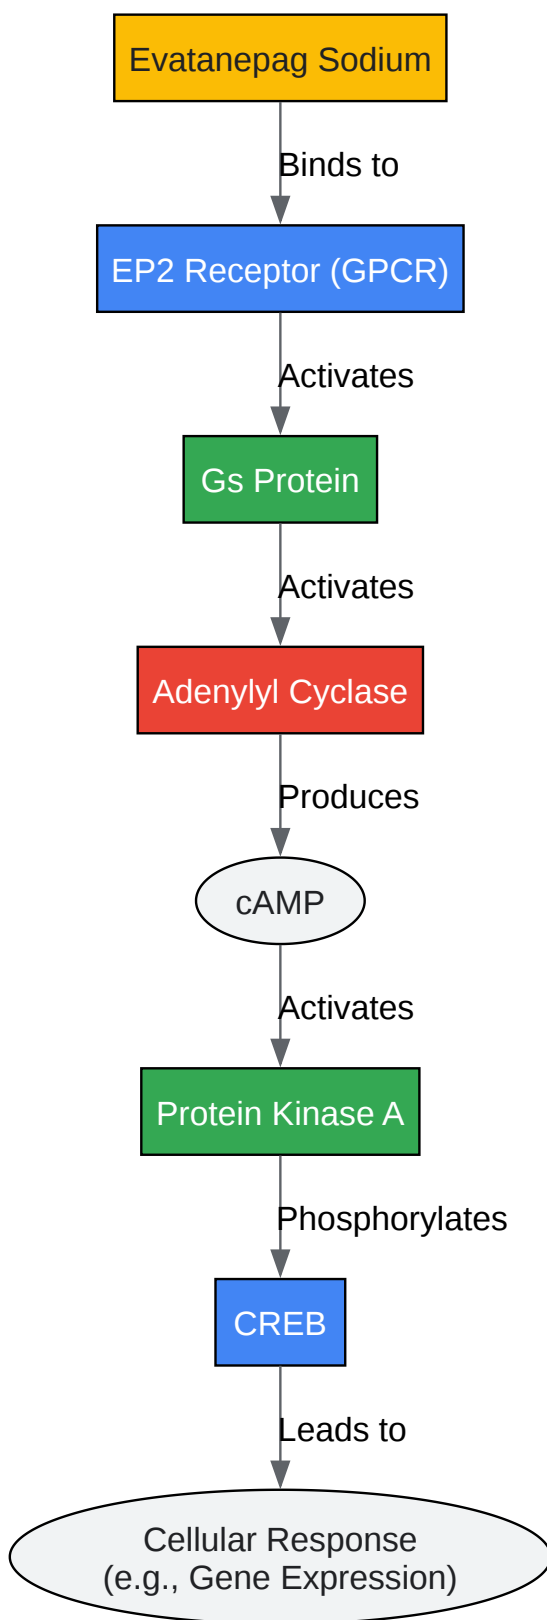 Evatanepag Sodium
Binds to
EP2 Receptor (GPCR)
Activates
Gs Protein
Activates
Adenylyl Cyclase
Produces
cAMP
Activates
Protein Kinase A
Phosphorylates
CREB
Leads to
Cellular Response
(e.g., Gene Expression)